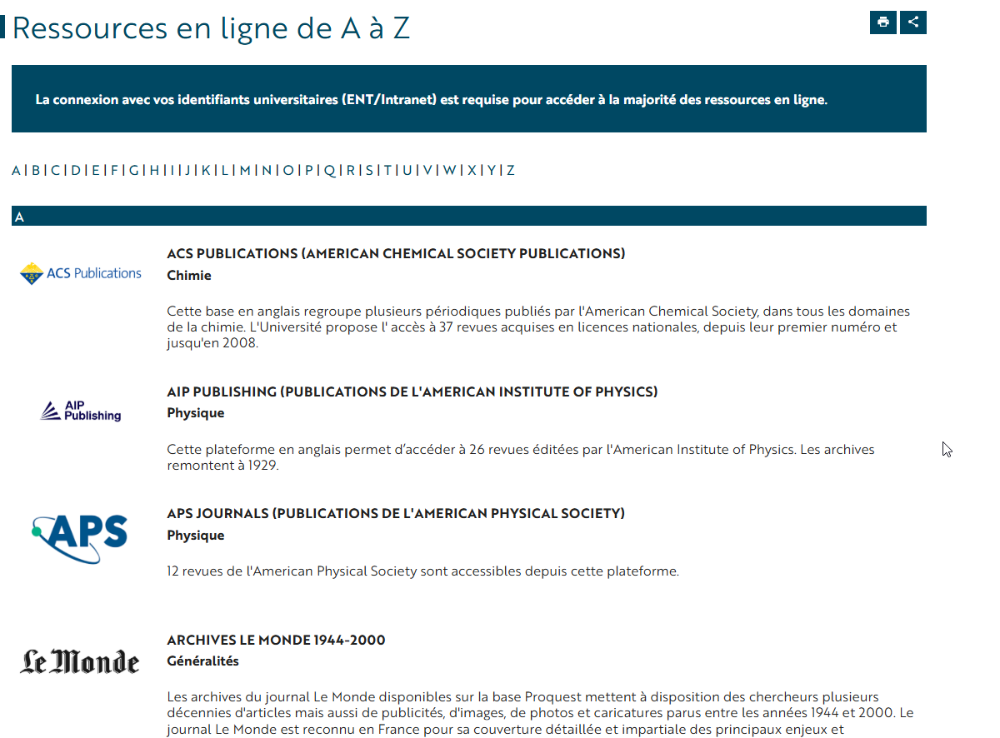 Ressources en ligne de A à Z
La connexion avec vos identifiants universitaires (ENT/Intranet) est requise pour accéder à la majorité des ressources en ligne.
A | B | C | D | E | F | G | H | I | J | K | L | M | N | O | P | Q | R | S | T | U | V | W | X | Y | Z
A
ACS Publications
ACS PUBLICATIONS (AMERICAN CHEMICAL SOCIETY PUBLICATIONS)
Chimie
Cette base en anglais regroupe plusieurs périodiques publiés par l'American Chemical Society, dans tous les domaines
de la chimie. L'Université propose l' accès à 37 revues acquises en licences nationales, depuis leur premier numéro et
jusqu'en 2008.
AIP
Publishing
AIP PUBLISHING (PUBLICATIONS DE L'AMERICAN INSTITUTE OF PHYSICS)
Physique
Cette plateforme en anglais permet d’accéder à 26 revues éditées par l'American Institute of Physics. Les archives
remontent à 1929.
APS
APS JOURNALS (PUBLICATIONS DE L'AMERICAN PHYSICAL SOCIETY)
Physique
12 revues de l'American Physical Society sont accessibles depuis cette plateforme.
Le Monde
ARCHIVES LE MONDE 1944-2000
Généralités
Les archives du journal Le Monde disponibles sur la base Proquest mettent à disposition des chercheurs plusieurs
décennies d'articles mais aussi de publicités, d'images, de photos et caricatures parus entre les années 1944 et 2000. Le
journal Le Monde est reconnu en France pour sa couverture détaillée et impartiale des principaux enjeux et